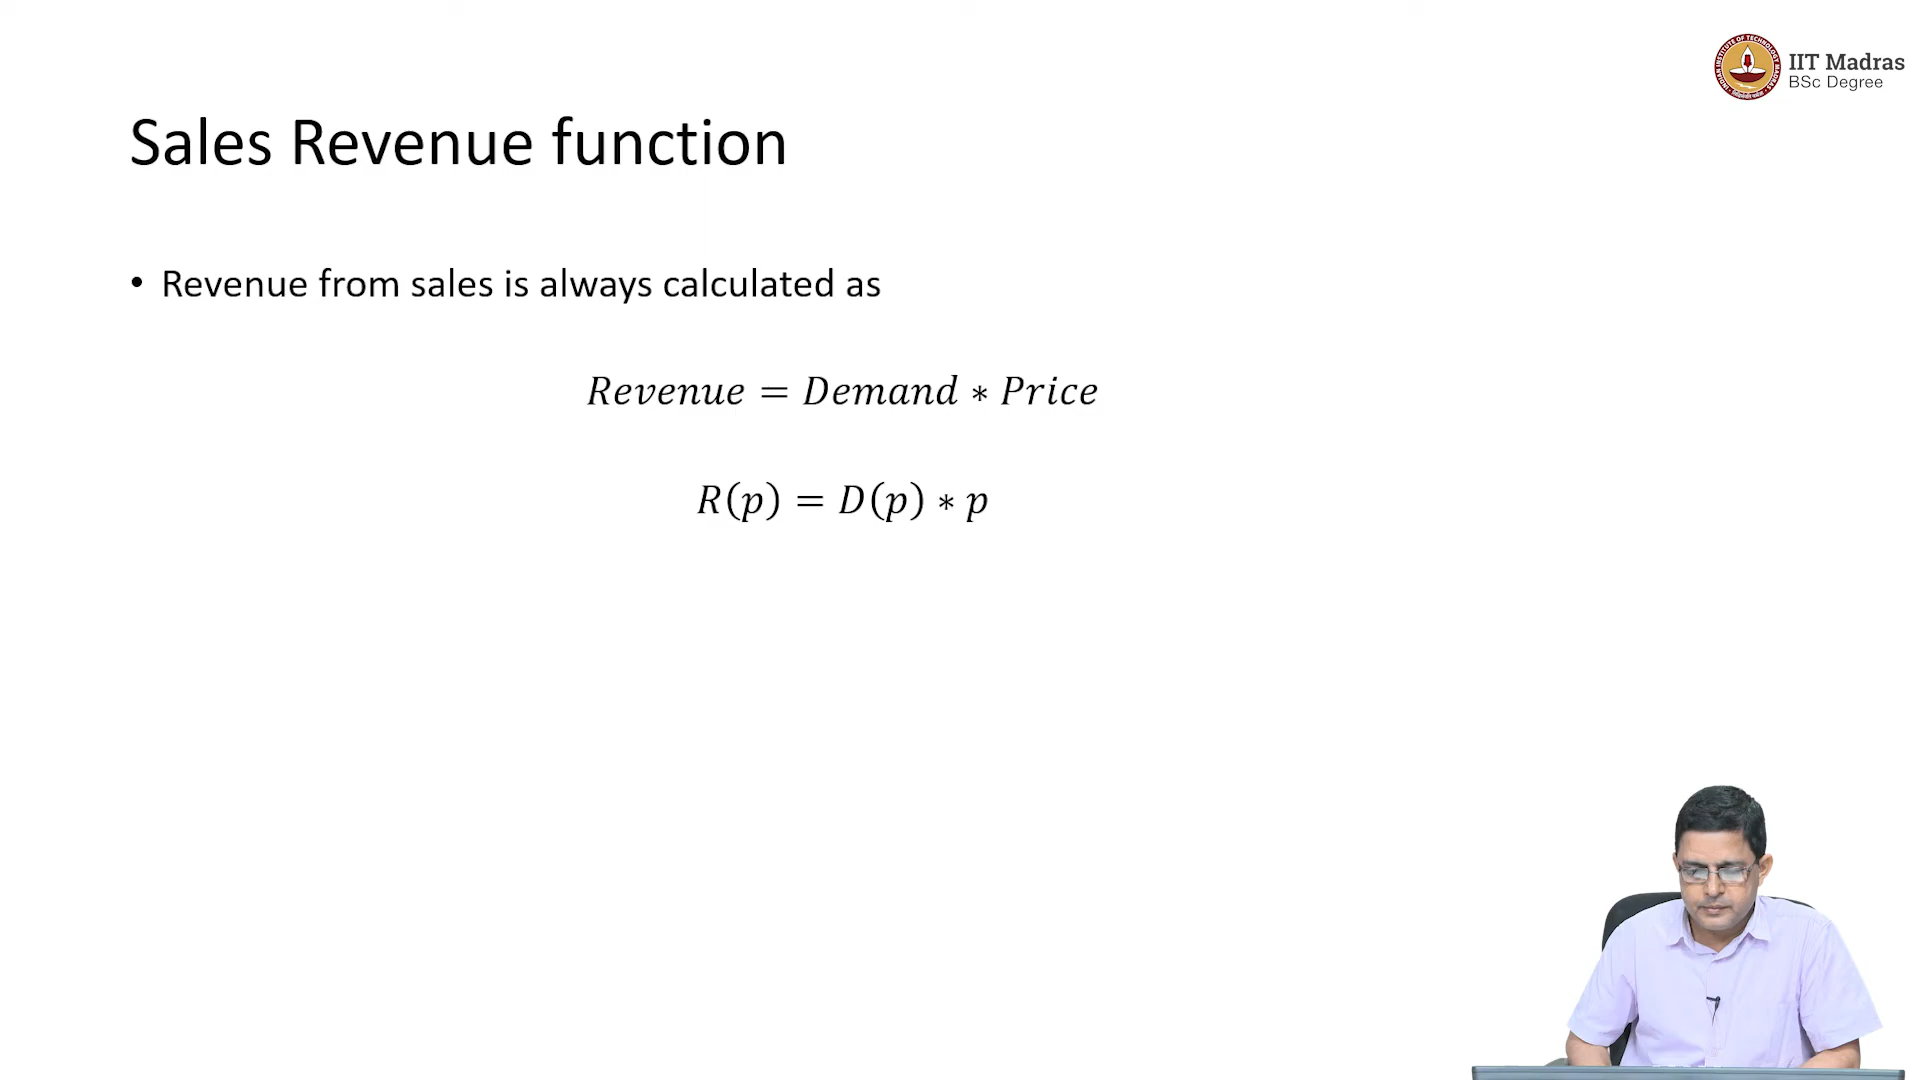 IIT Madras
BSc Degree
Sales Revenue function
• Revenue from sales is always calculated as
Revenue = Demand ∗ Price
R(p) = D(p) ∗ p